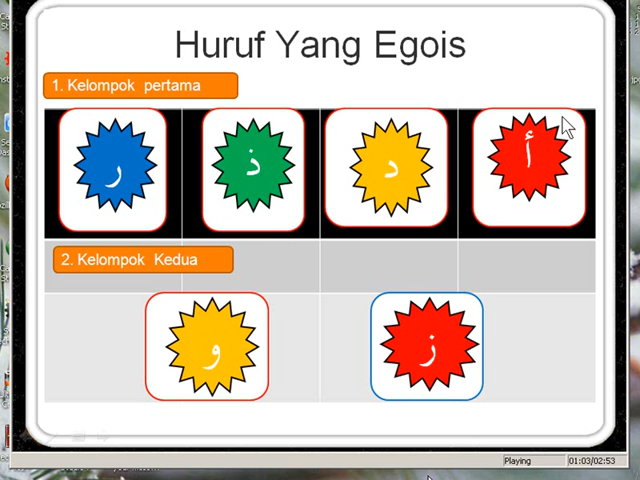 Huruf Yang Egois
1. Kelompok pertama
أ د ذ ر
2. Kelompok Kedua
ز و
Playing 01:03/02:53